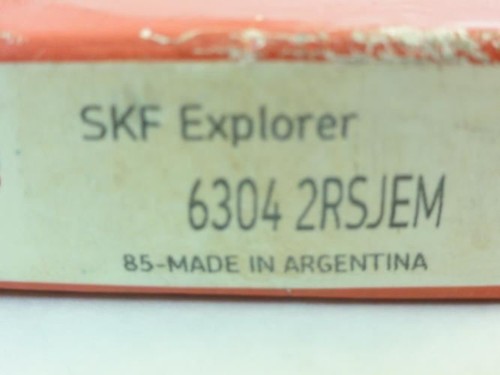 SKF Explorer
6304 2RSJEM
85-MADE IN ARGENTINA